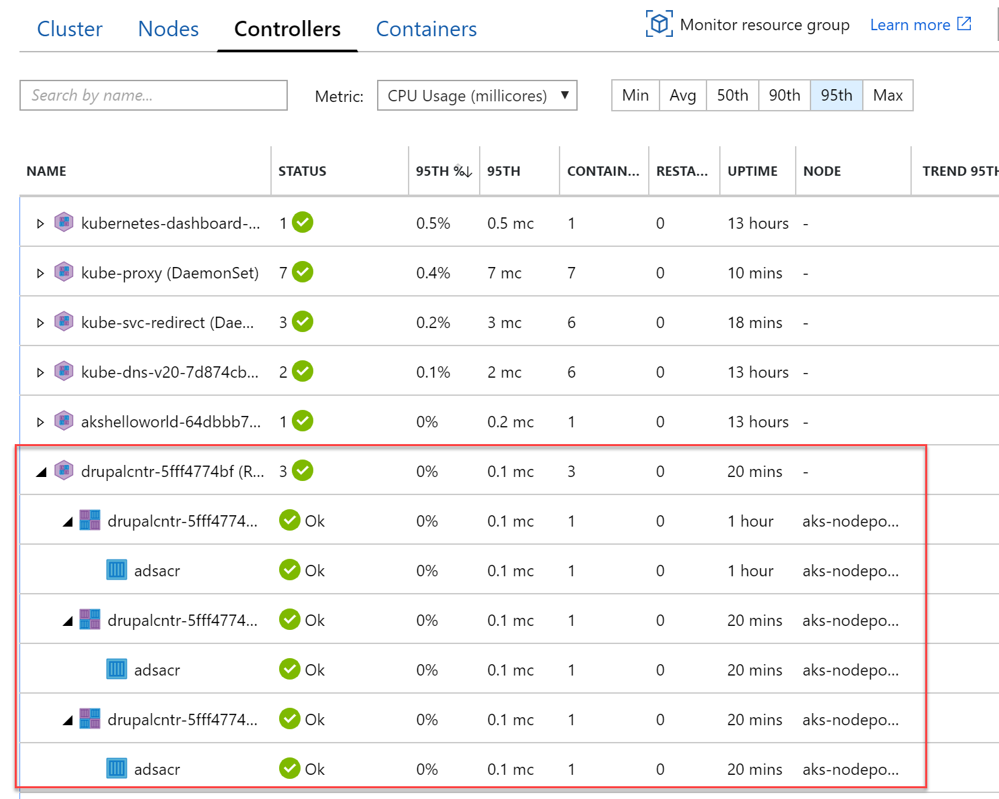 Cluster Nodes Controllers Containers Monitor resource group Learn more
Search by name... Metric: CPU Usage (millicores) Min Avg 50th 90th 95th Max
NAME STATUS 95TH % 95TH CONTAIN... RESTA... UPTIME NODE TREND 95TH
kubernetes-dashboard-... 1 0.5% 0.5 mc 1 0 13 hours -
kube-proxy (DaemonSet) 7 0.4% 7 mc 7 0 10 mins -
kube-svc-redirect (Dae... 3 0.2% 3 mc 6 0 18 mins -
kube-dns-v20-7d874cb... 2 0.1% 2 mc 6 0 13 hours -
akshelloworld-64dbbb7... 1 0% 0.2 mc 1 0 13 hours -
drupalcntr-5fff4774bf (R... 3 0% 0.1 mc 3 0 20 mins -
drupalcntr-5fff4774... Ok 0% 0.1 mc 1 0 1 hour aks-nodepo...
adsacr Ok 0% 0.1 mc 1 0 1 hour aks-nodepo...
drupalcntr-5fff4774... Ok 0% 0.1 mc 1 0 20 mins aks-nodepo...
adsacr Ok 0% 0.1 mc 1 0 20 mins aks-nodepo...
drupalcntr-5fff4774... Ok 0% 0.1 mc 1 0 20 mins aks-nodepo...
adsacr Ok 0% 0.1 mc 1 0 20 mins aks-nodepo...